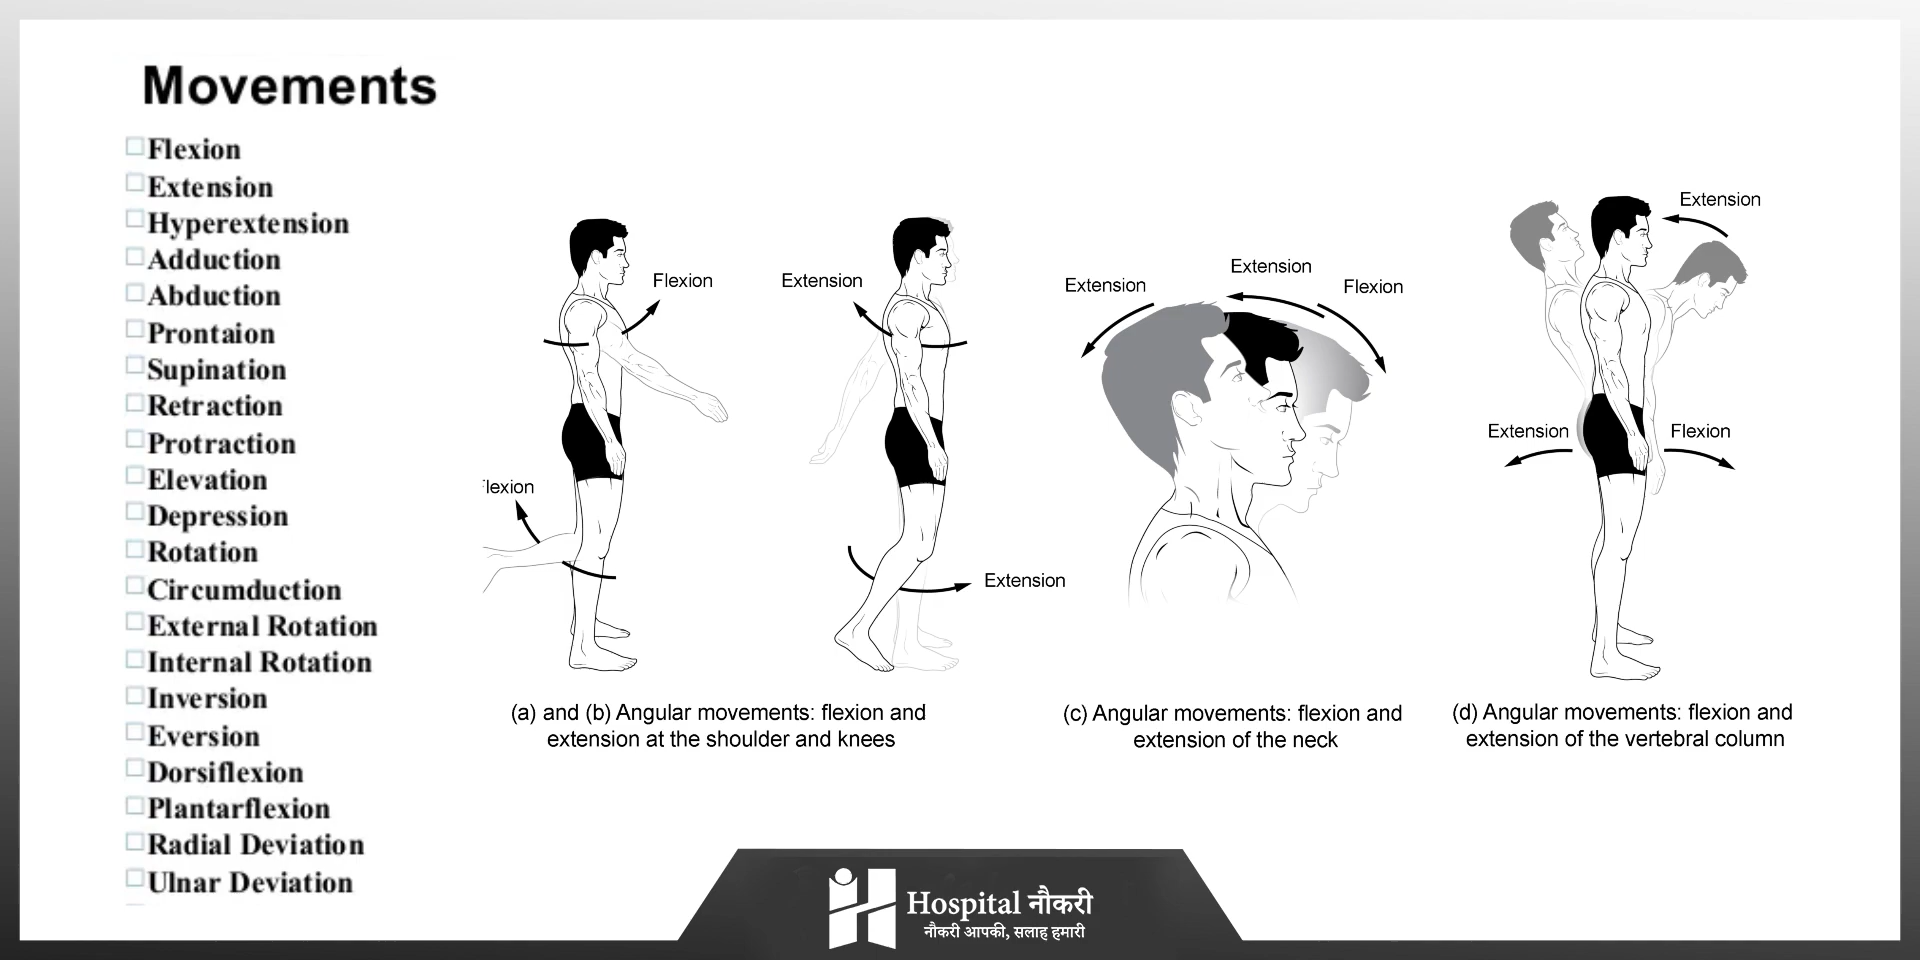 Movements
Flexion
Extension
Hyperextension
Adduction
Abduction
Prontaion
Supination
Retraction
Protraction
Elevation
Depression
Rotation
Circumduction
External Rotation
Internal Rotation
Inversion
Eversion
Dorsiflexion
Plantarflexion
Radial Deviation
Ulnar Deviation
Flexion
lexion
Extension
Extension
(a) and (b) Angular movements: flexion and
extension at the shoulder and knees
Extension
Extension
Flexion
(c) Angular movements: flexion and
extension of the neck
Extension
Extension
Flexion
(d) Angular movements: flexion and
extension of the vertebral column
Hospital नौकरी
नौकरी आपकी, सलाह हमारी